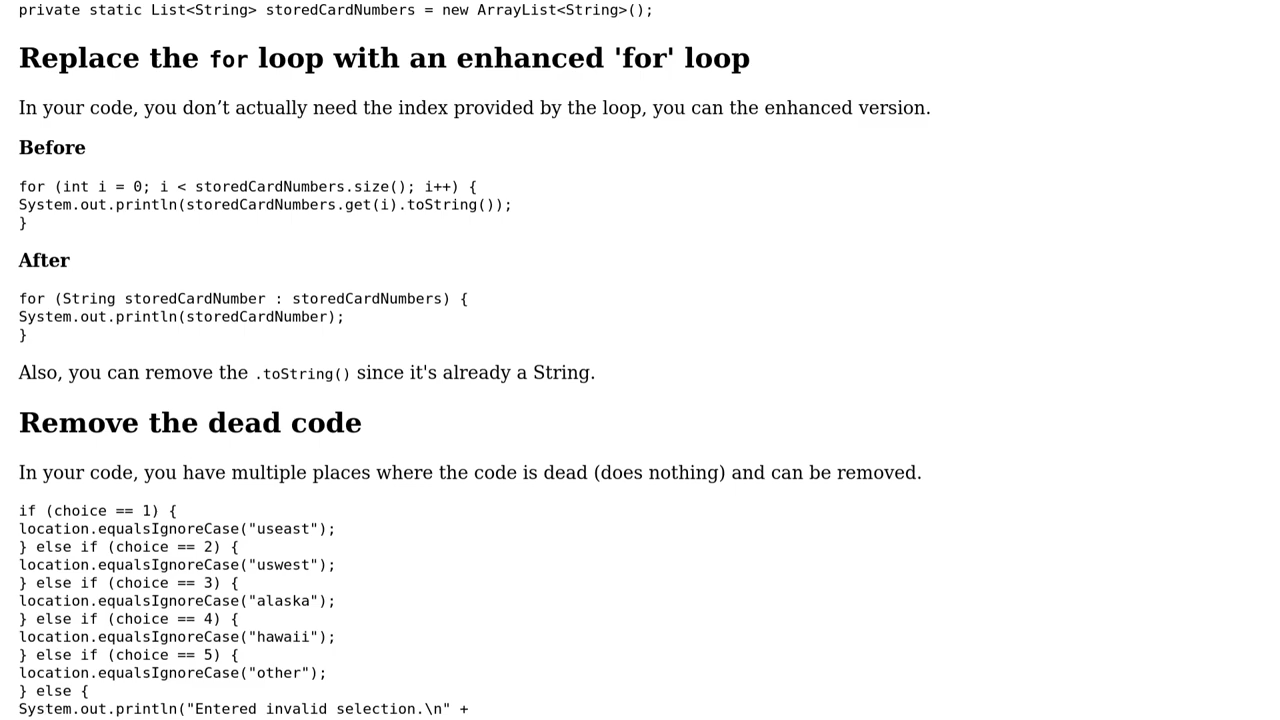 private static List<String> storedCardNumbers = new ArrayList<String>();
Replace the for loop with an enhanced 'for' loop
In your code, you don’t actually need the index provided by the loop, you can the enhanced version.
Before
for (int i = 0; i < storedCardNumbers.size(); i++) {
System.out.println(storedCardNumbers.get(i).toString());
}
After
for (String storedCardNumber : storedCardNumbers) {
System.out.println(storedCardNumber);
}
Also, you can remove the .toString() since it's already a String.
Remove the dead code
In your code, you have multiple places where the code is dead (does nothing) and can be removed.
if (choice == 1) {
location.equalsIgnoreCase("useast");
} else if (choice == 2) {
location.equalsIgnoreCase("uswest");
} else if (choice == 3) {
location.equalsIgnoreCase("alaska");
} else if (choice == 4) {
location.equalsIgnoreCase("hawaii");
} else if (choice == 5) {
location.equalsIgnoreCase("other");
} else {
System.out.println("Entered invalid selection.\n" +